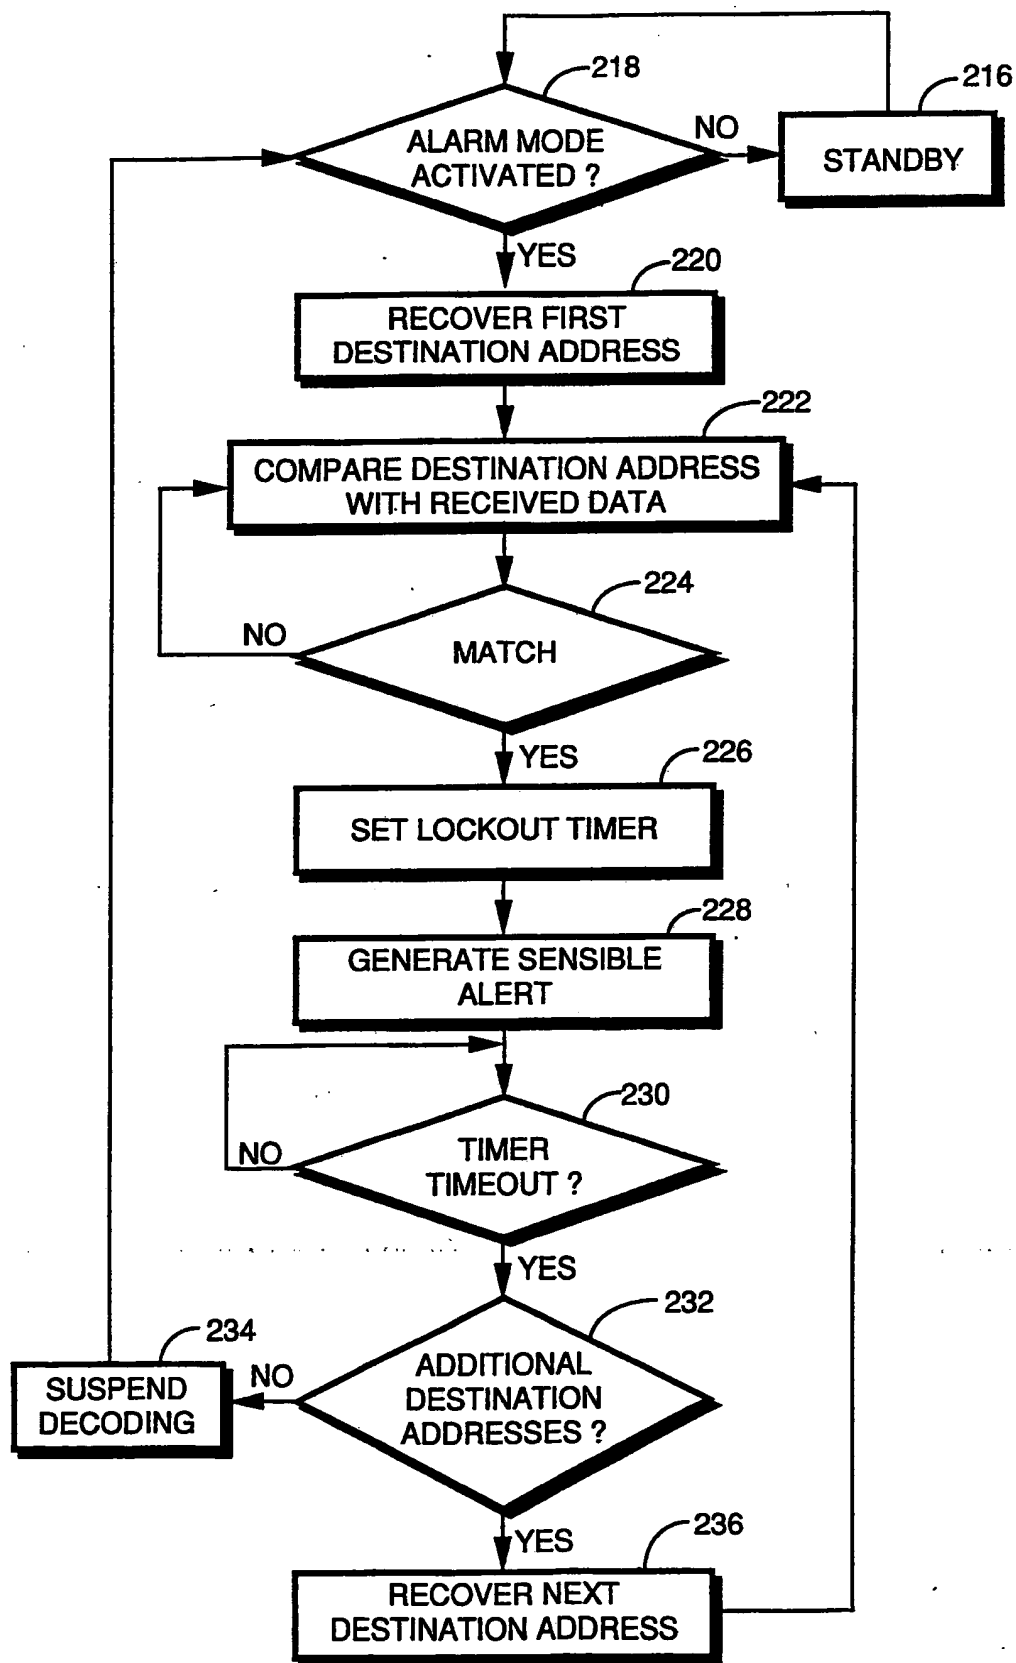 218
216
ALARM MODE
ACTIVATED ?
NO
STANDBY
YES
220
RECOVER FIRST
DESTINATION ADDRESS
222
COMPARE DESTINATION ADDRESS
WITH RECEIVED DATA
224
NO
MATCH
YES
226
SET LOCKOUT TIMER
228
GENERATE SENSIBLE
ALERT
230
NO
TIMER
TIMEOUT ?
YES
232
234
NO
SUSPEND
DECODING
ADDITIONAL
DESTINATION
ADDRESSES ?
YES
236
RECOVER NEXT
DESTINATION ADDRESS